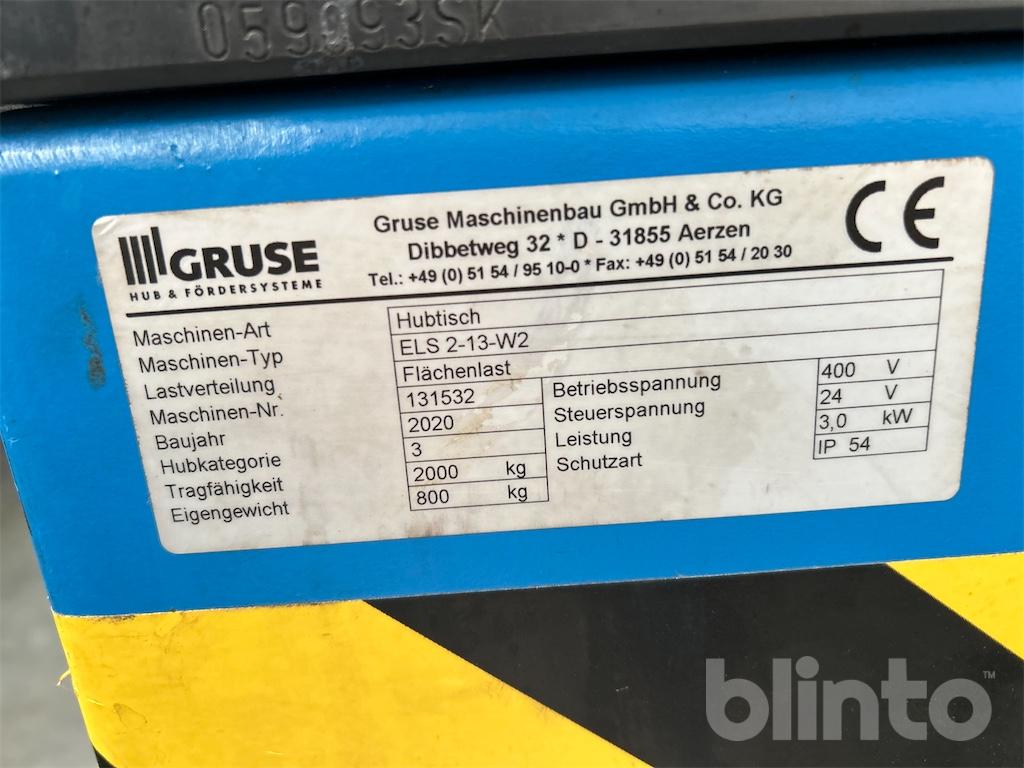 059093SK
GRUSE
HUB & FÖRDERSYSTEME
Gruse Maschinenbau GmbH & Co. KG
Dibbetweg 32 * D - 31855 Aerzen
Tel.: +49 (0) 51 54 / 95 10-0 * Fax: +49 (0) 51 54 / 20 30
CE
Maschinen-Art Hubtisch
Maschinen-Typ ELS 2-13-W2
Lastverteilung Flächenlast
Maschinen-Nr. 131532
Baujahr 2020
Hubkategorie 3
Tragfähigkeit 2000 kg
Eigengewicht 800 kg
Betriebsspannung 400 V
Steuerspannung 24 V
Leistung 3,0 kW
Schutzart IP 54
blinto™